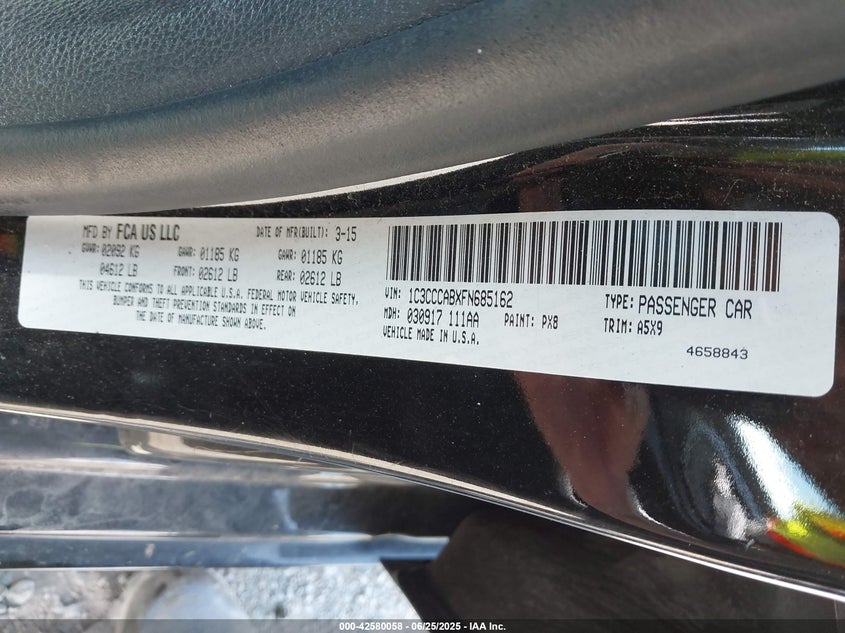 MFD BY FCA US LLC DATE OF MFR(BUILT): 3-15
GVWR: 02092 KG GAWR: 01185 KG GAWR: 01185 KG
04612 LB FRONT: 02612 LB REAR: 02612 LB
THIS VEHICLE CONFORMS TO ALL APPLICABLE U.S.A. FEDERAL MOTOR VEHICLE SAFETY,
BUMPER AND THEFT PREVENTION STANDARDS IN EFFECT ON
THE DATE OF MANUFACTURE SHOWN ABOVE.
VIN: 1C3CCCABXFN685162 TYPE: PASSENGER CAR
MDH: 030917 111AA PAINT: PX8 TRIM: A5X9
VEHICLE MADE IN U.S.A.
4658843
000-42580058 - 06/25/2025 - IAA Inc.